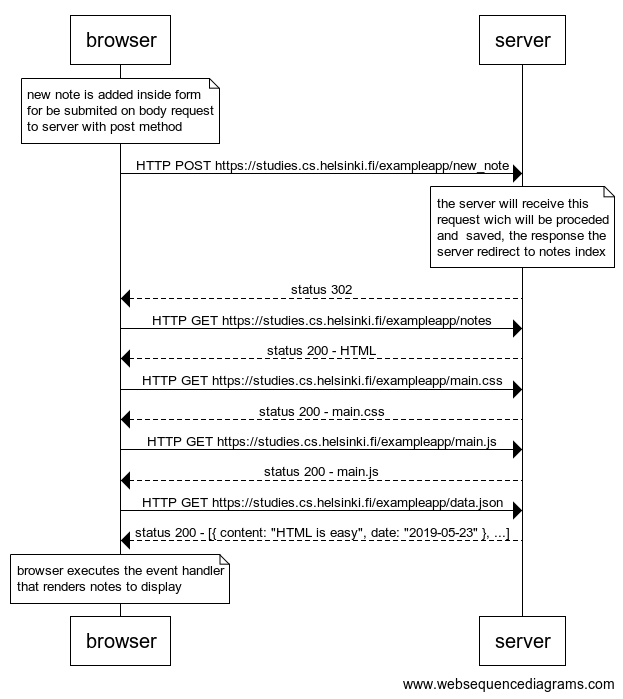 browser
server
new note is added inside form
for be submited on body request
to server with post method
HTTP POST https://studies.cs.helsinki.fi/exampleapp/new_note
the server will receive this
request wich will be proceded
and  saved, the response the
server redirect to notes index
status 302
HTTP GET https://studies.cs.helsinki.fi/exampleapp/notes
status 200 - HTML
HTTP GET https://studies.cs.helsinki.fi/exampleapp/main.css
status 200 - main.css
HTTP GET https://studies.cs.helsinki.fi/exampleapp/main.js
status 200 - main.js
HTTP GET https://studies.cs.helsinki.fi/exampleapp/data.json
status 200 - [{ content: "HTML is easy", date: "2019-05-23" }, ...]
browser executes the event handler
that renders notes to display
browser
server
www.websequencediagrams.com